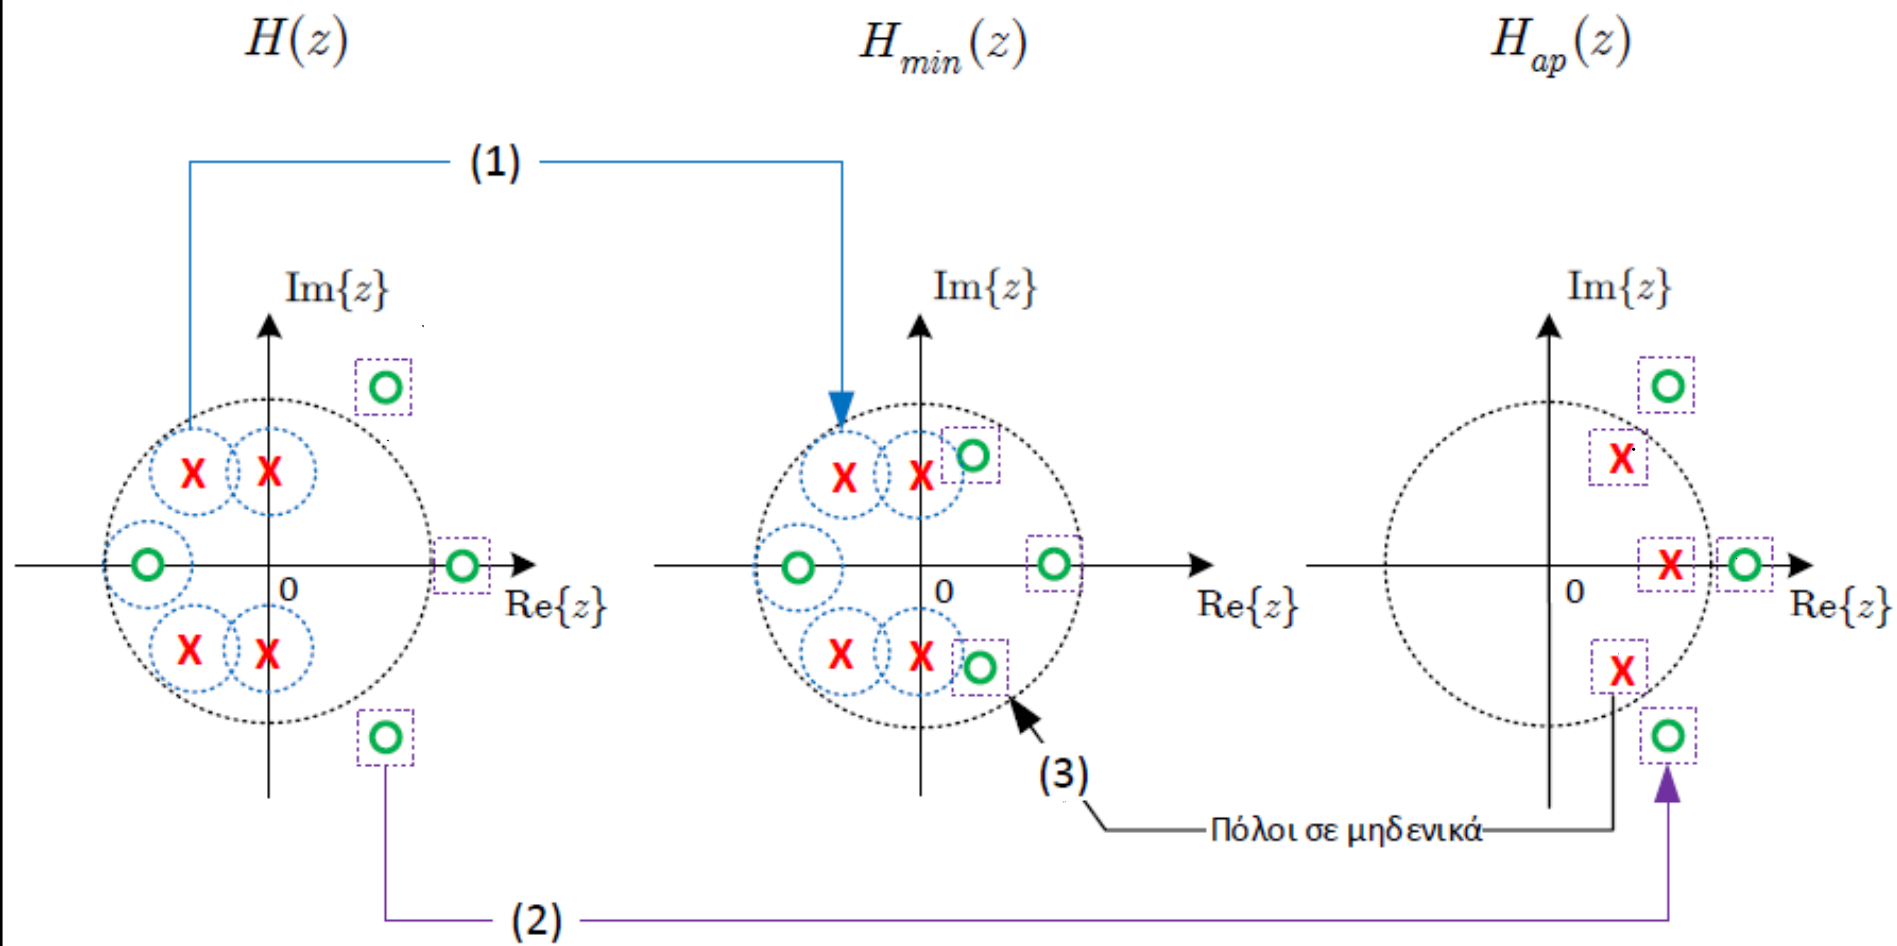 H(z)
H_min(z)
H_ap(z)
(1)
Im{z}
Im{z}
Im{z}
X X
X X
X
X
0
0
0
Re{z}
Re{z}
Re{z}
X X
X X
X
(3)
Πόλοι σε μηδενικά
(2)